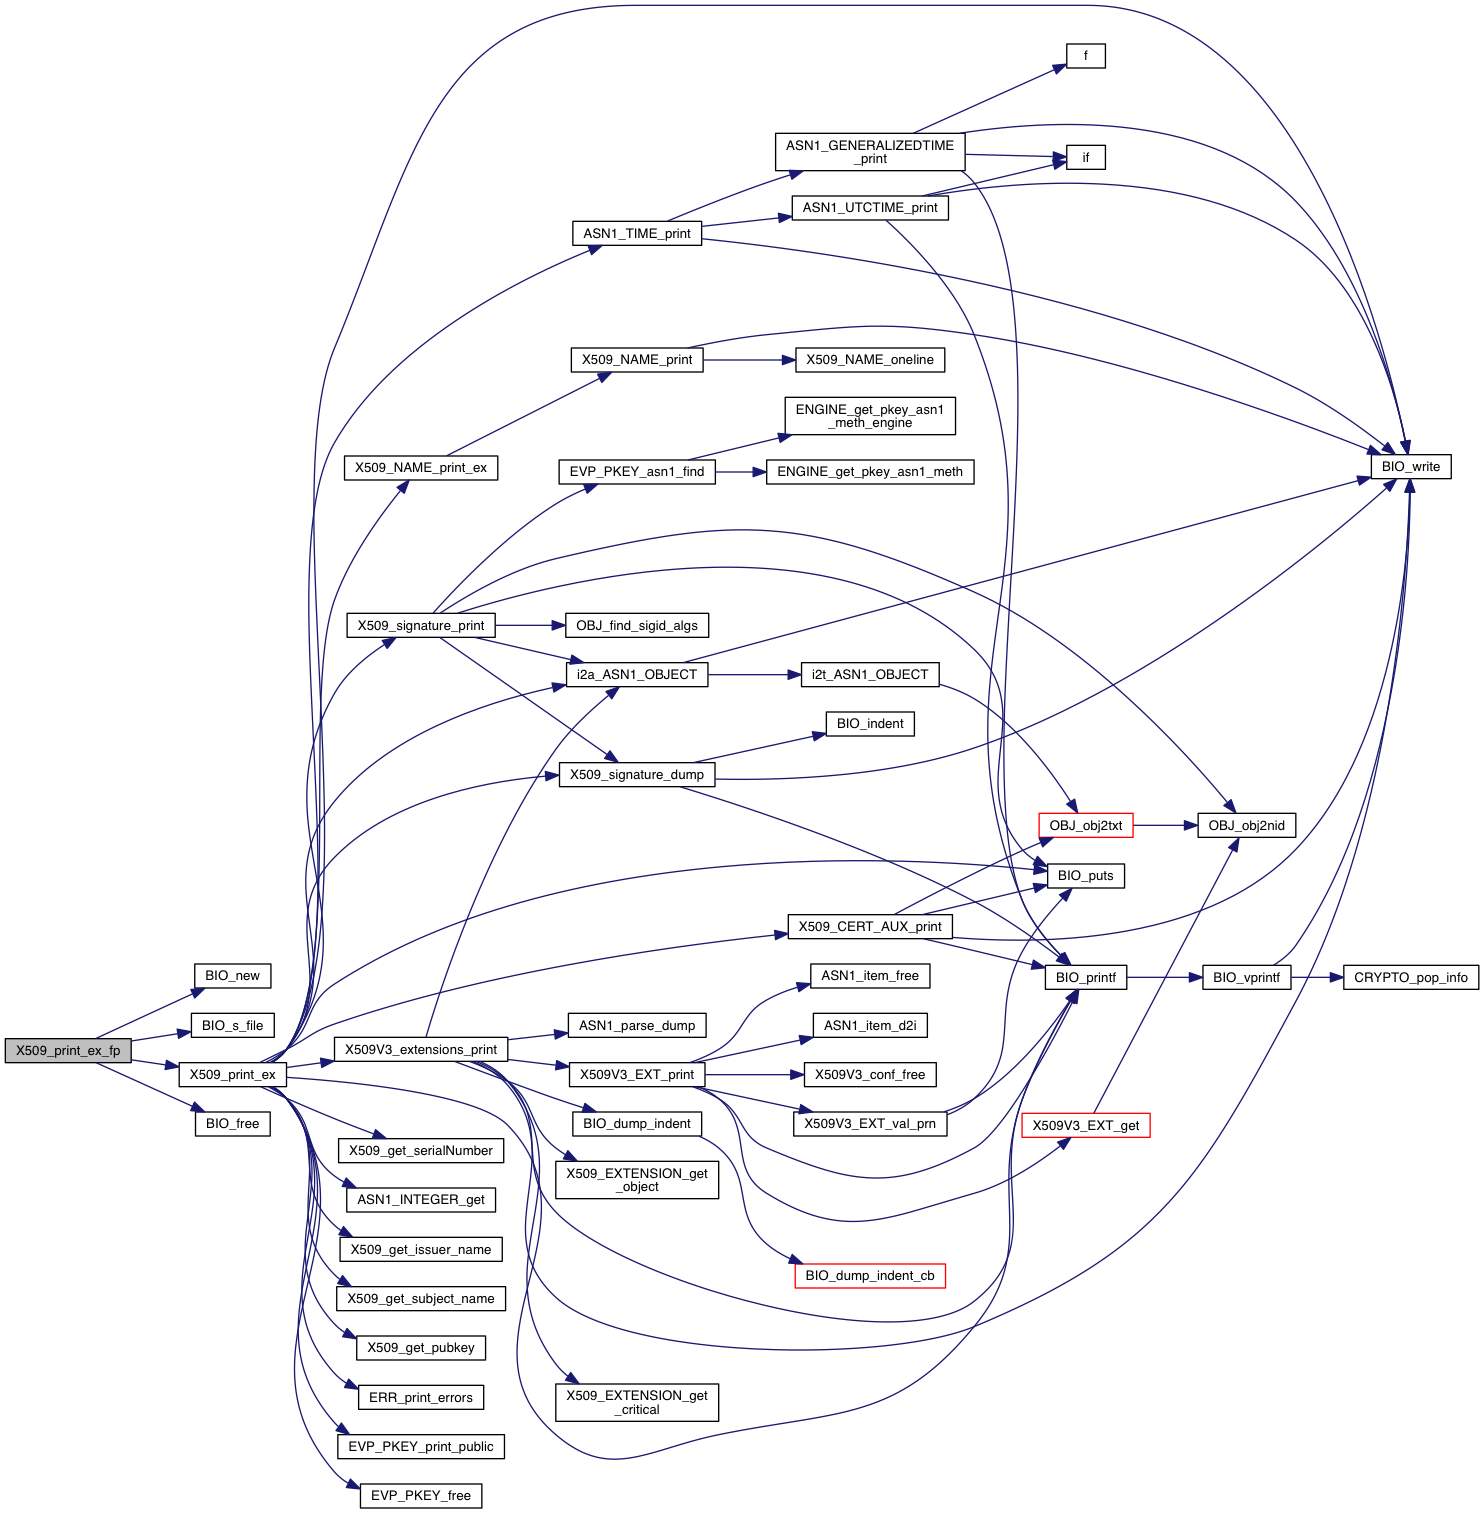 f
ASN1_GENERALIZEDTIME
_print
if
ASN1_UTCTIME_print
ASN1_TIME_print
X509_NAME_print
X509_NAME_oneline
ENGINE_get_pkey_asn1
_meth_engine
X509_NAME_print_ex
EVP_PKEY_asn1_find
ENGINE_get_pkey_asn1_meth
BIO_write
X509_signature_print
OBJ_find_sigid_algs
i2a_ASN1_OBJECT
i2t_ASN1_OBJECT
BIO_indent
X509_signature_dump
OBJ_obj2txt
OBJ_obj2nid
BIO_puts
X509_CERT_AUX_print
BIO_new
ASN1_item_free
BIO_printf
BIO_vprintf
CRYPTO_pop_info
BIO_s_file
ASN1_parse_dump
ASN1_item_d2i
X509_print_ex_fp
X509V3_extensions_print
X509_print_ex
X509V3_EXT_print
X509V3_conf_free
BIO_free
BIO_dump_indent
X509V3_EXT_val_prn
X509V3_EXT_get
X509_get_serialNumber
X509_EXTENSION_get
_object
ASN1_INTEGER_get
X509_get_issuer_name
BIO_dump_indent_cb
X509_get_subject_name
X509_get_pubkey
ERR_print_errors
X509_EXTENSION_get
_critical
EVP_PKEY_print_public
EVP_PKEY_free